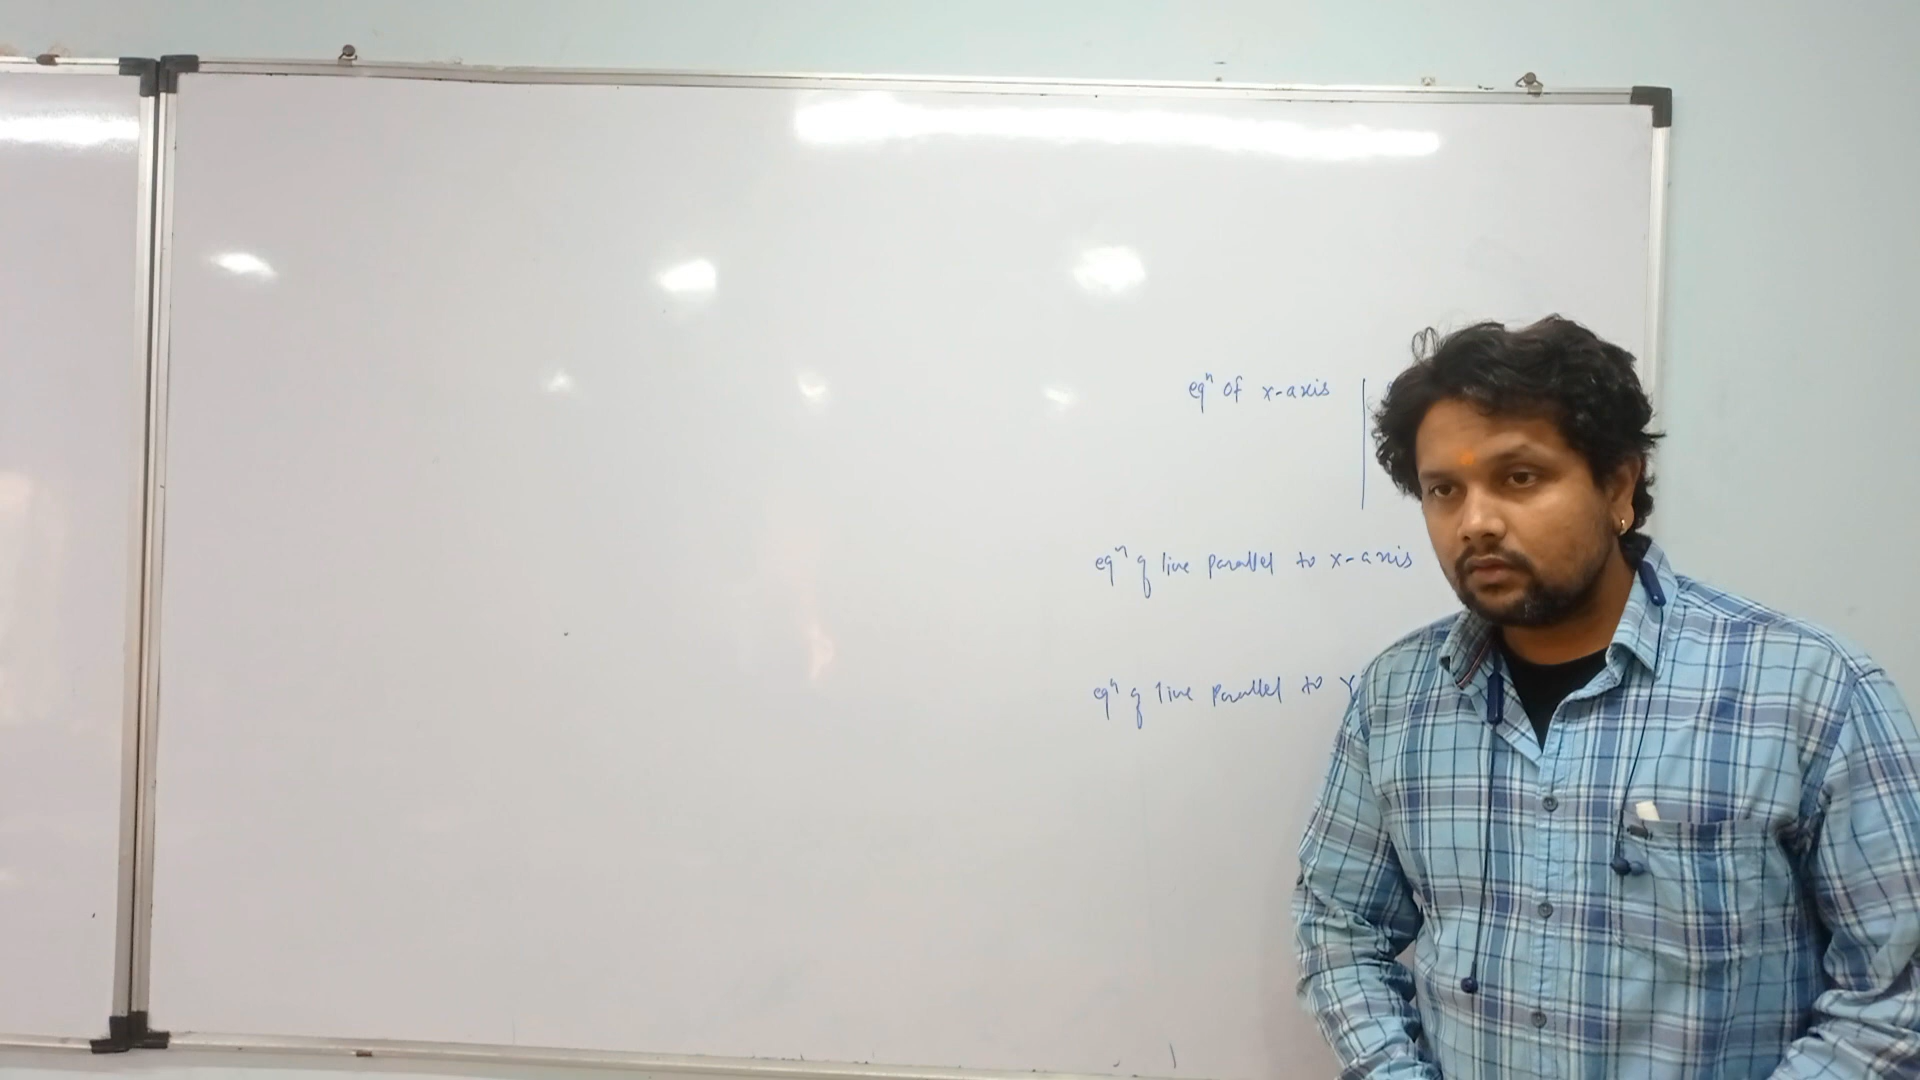 eqⁿ of x-axis
eqⁿ of line parallel to x-axis
eqⁿ of line parallel to Y